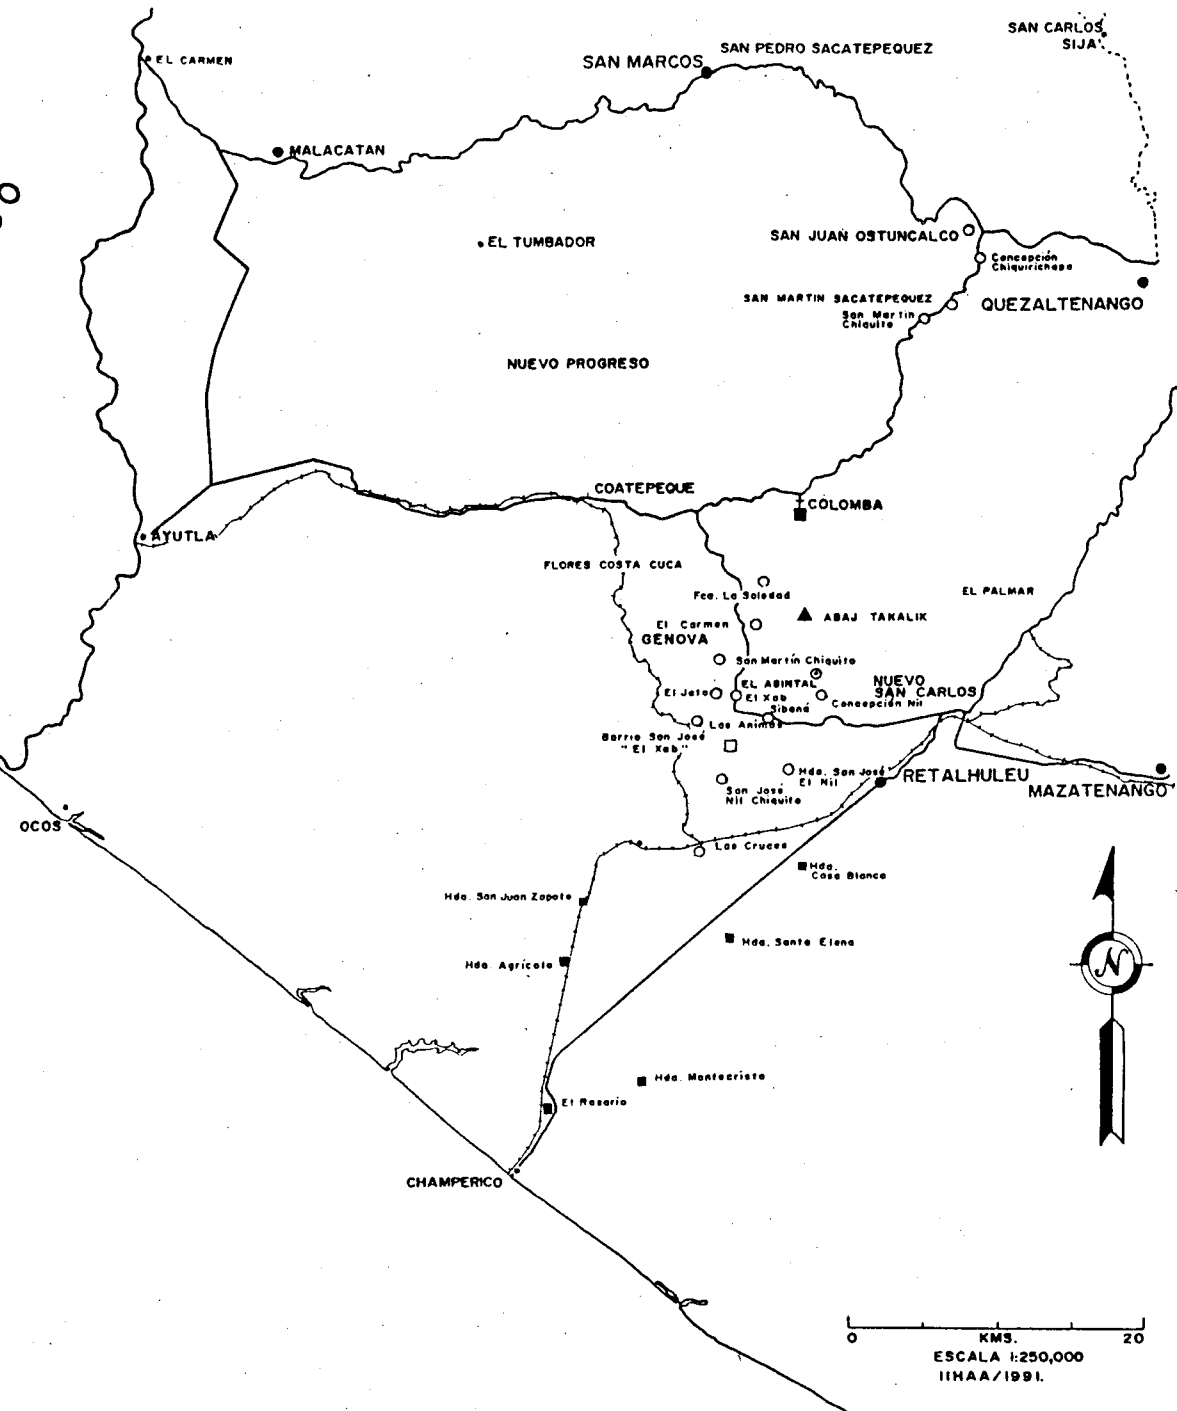 SAN CARLOS
SIJA
SAN PEDRO SACATEPEQUEZ
SAN MARCOS
EL CARMEN
MALACATAN
EL TUMBADOR
SAN JUAN OSTUNCALCO
Concepción
Chiquirichapa
SAN MARTIN SACATEPEQUEZ
QUEZALTENANGO
San Martin
Chiquito
NUEVO PROGRESO
COATEPEQUE
COLOMBA
AYUTLA
FLORES COSTA CUCA
Fca. La Soledad
EL PALMAR
El Carmen
ABAJ TAKALIK
GENOVA
San Martín Chiquito
NUEVO
SAN CARLOS
EL ASINTAL
El Jato
El Xab
Concepción Nil
Sibaná
Las Animas
Barrio San José
"El Xab"
Hda. San José
El Nil
RETALHULEU
San José
Nil Chiquito
MAZATENANGO
OCOS
Las Cruces
Hda.
Casa Blanca
Hda. San Juan Zapote
Hda. Santa Elena
Hda. Agrícola
N
Hda. Montecristo
El Rosario
CHAMPERICO
0 KMS. 20
ESCALA 1:250,000
IIHAA/1991.